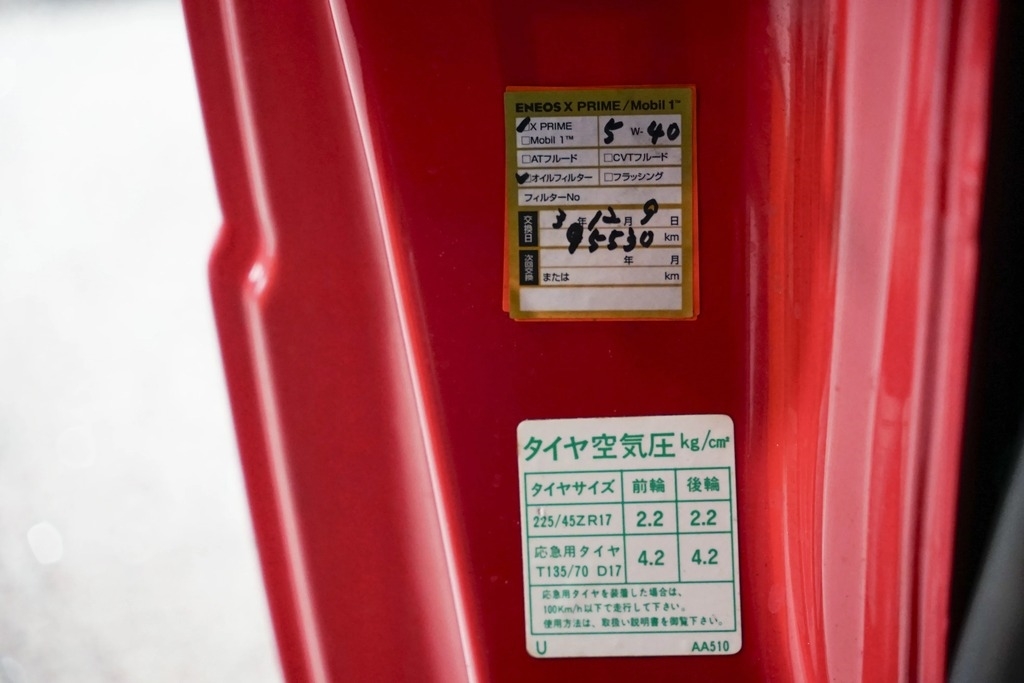 ENEOS X PRIME/Mobil 1™
☑X PRIME
□Mobil 1™
5 W- 40
□ATフルード □CVTフルード
☑オイルフィルター □フラッシング
フィルターNo
交換日 3 年 12 月 9 日
95530 km
次回交換 年 月
または km
タイヤ空気圧 kg/cm²
タイヤサイズ 前輪 後輪
225/45ZR17 2.2 2.2
応急用タイヤ
T135/70 D17 4.2 4.2
応急用タイヤを装着した場合は、
100Km/h以下で走行して下さい。
使用方法は、取扱い説明書を御覧下さい。
U AA510